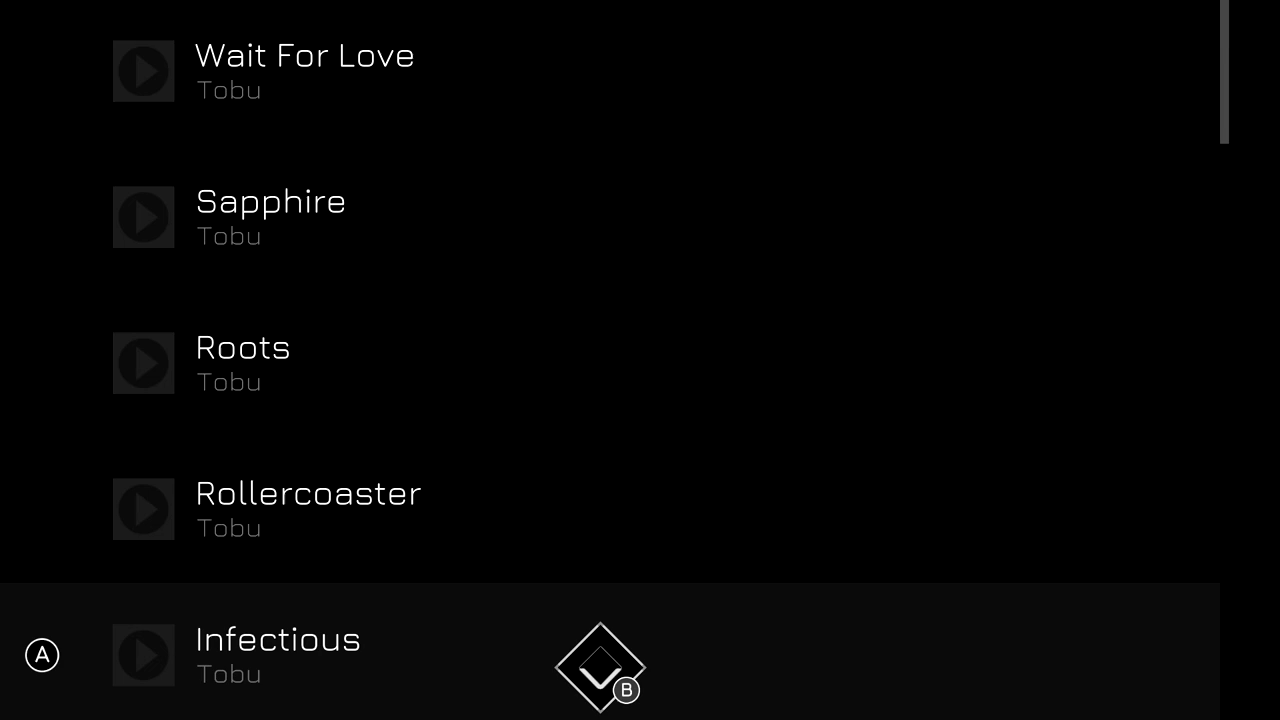 Wait For Love
Tobu
Sapphire
Tobu
Roots
Tobu
Rollercoaster
Tobu
A
Infectious
Tobu
B